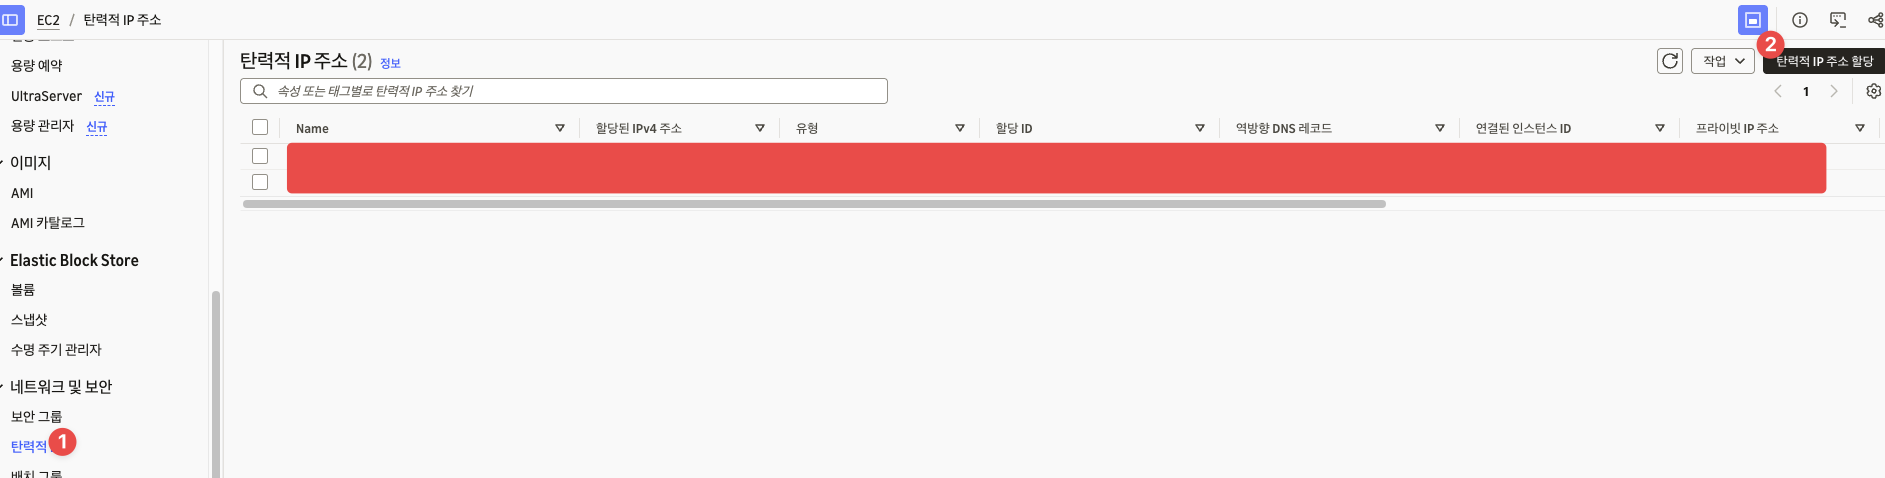 EC2 / 탄력적 IP 주소
용량 예약
UltraServer 신규
용량 관리자 신규
이미지
AMI
AMI 카탈로그
Elastic Block Store
볼륨
스냅샷
수명 주기 관리자
네트워크 및 보안
보안 그룹
탄력적
1
배치 그룹
탄력적 IP 주소 (2) 정보
작업
2
탄력적 IP 주소 할당
속성 또는 태그별로 탄력적 IP 주소 찾기
1
Name 할당된 IPv4 주소 유형 할당 ID 역방향 DNS 레코드 연결된 인스턴스 ID 프라이빗 IP 주소